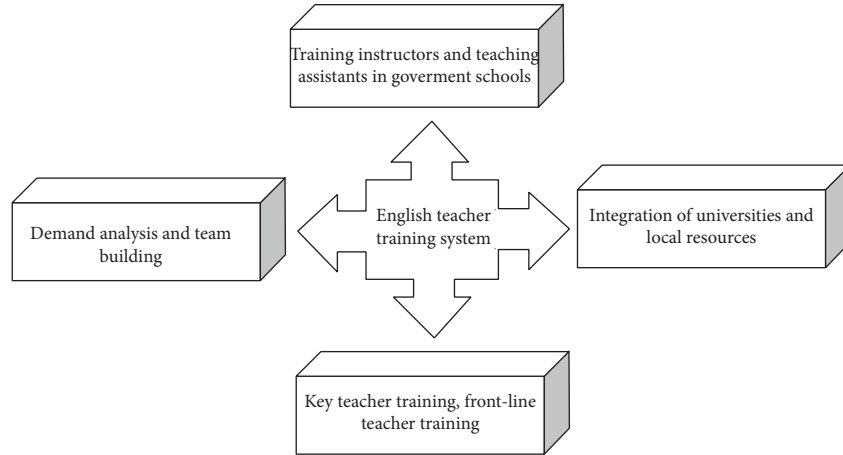 Training instructors and teaching
assistants in goverment schools
Demand analysis and team
building
English teacher
training system
Integration of universities and
local resources
Key teacher training, front-line
teacher training